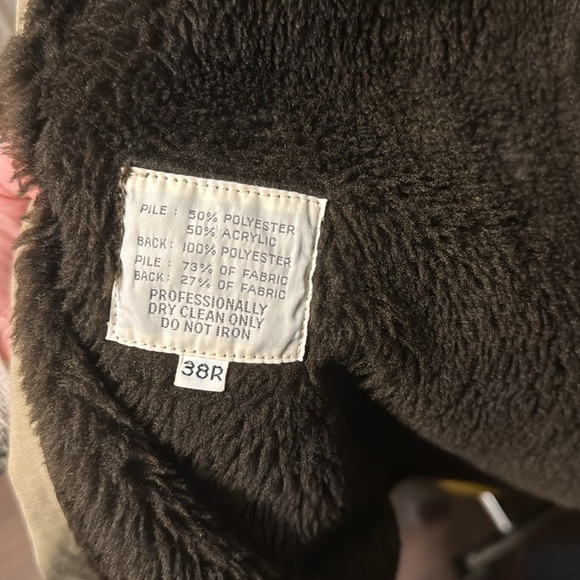 PILE : 50% POLYESTER
50% ACRYLIC
BACK : 100% POLYESTER
PILE : 73% OF FABRIC
BACK : 27% OF FABRIC
PROFESSIONALLY
DRY CLEAN ONLY
DO NOT IRON
38R